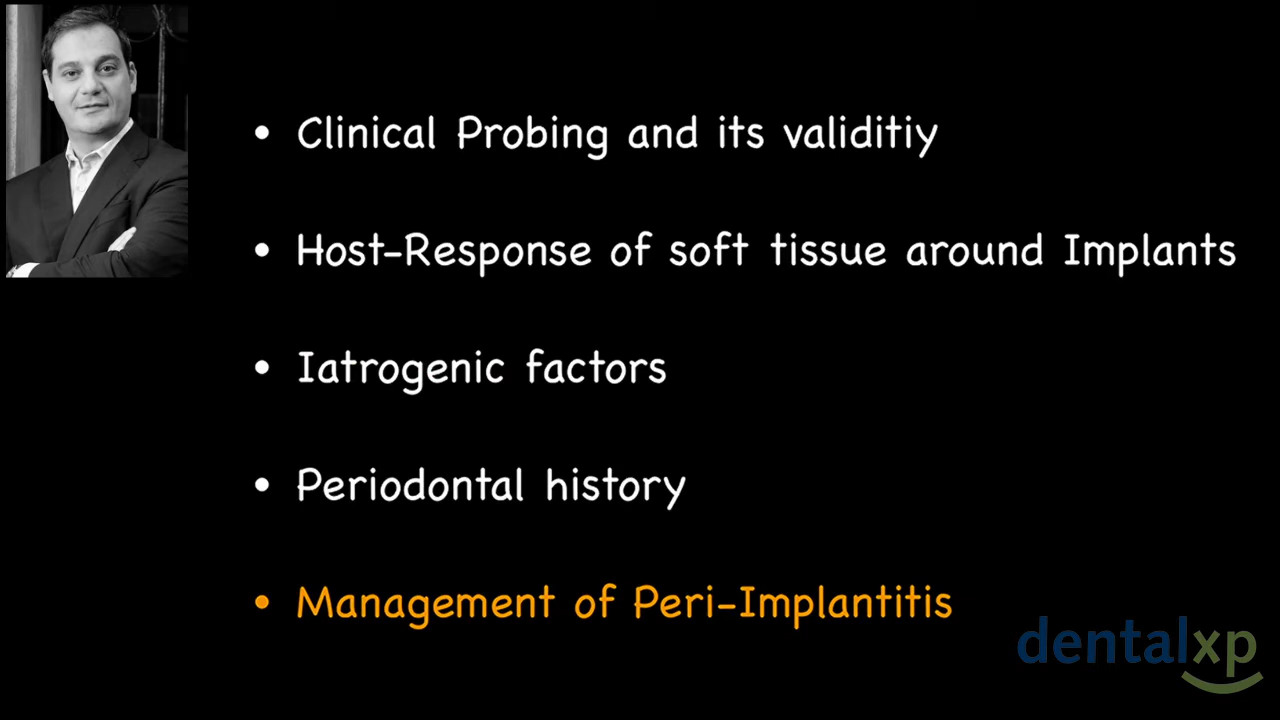 • Clinical Probing and its validitiy
• Host-Response of soft tissue around Implants
• Iatrogenic factors
• Periodontal history
• Management of Peri-Implantitis
dentalxp